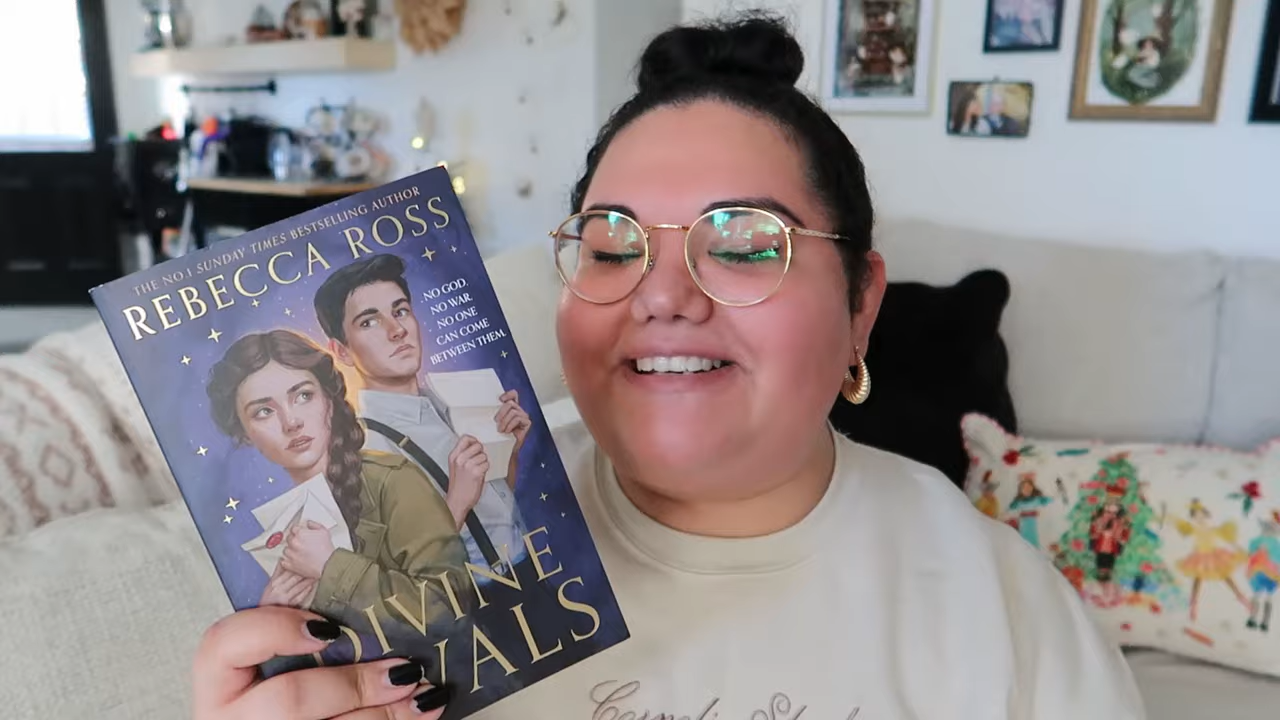 THE NO.1 SUNDAY TIMES BESTSELLING AUTHOR
REBECCA ROSS
NO GOD.
NO WAR
NO ONE
CAN COME
BETWEEN THEM.
DIVINE
VALS